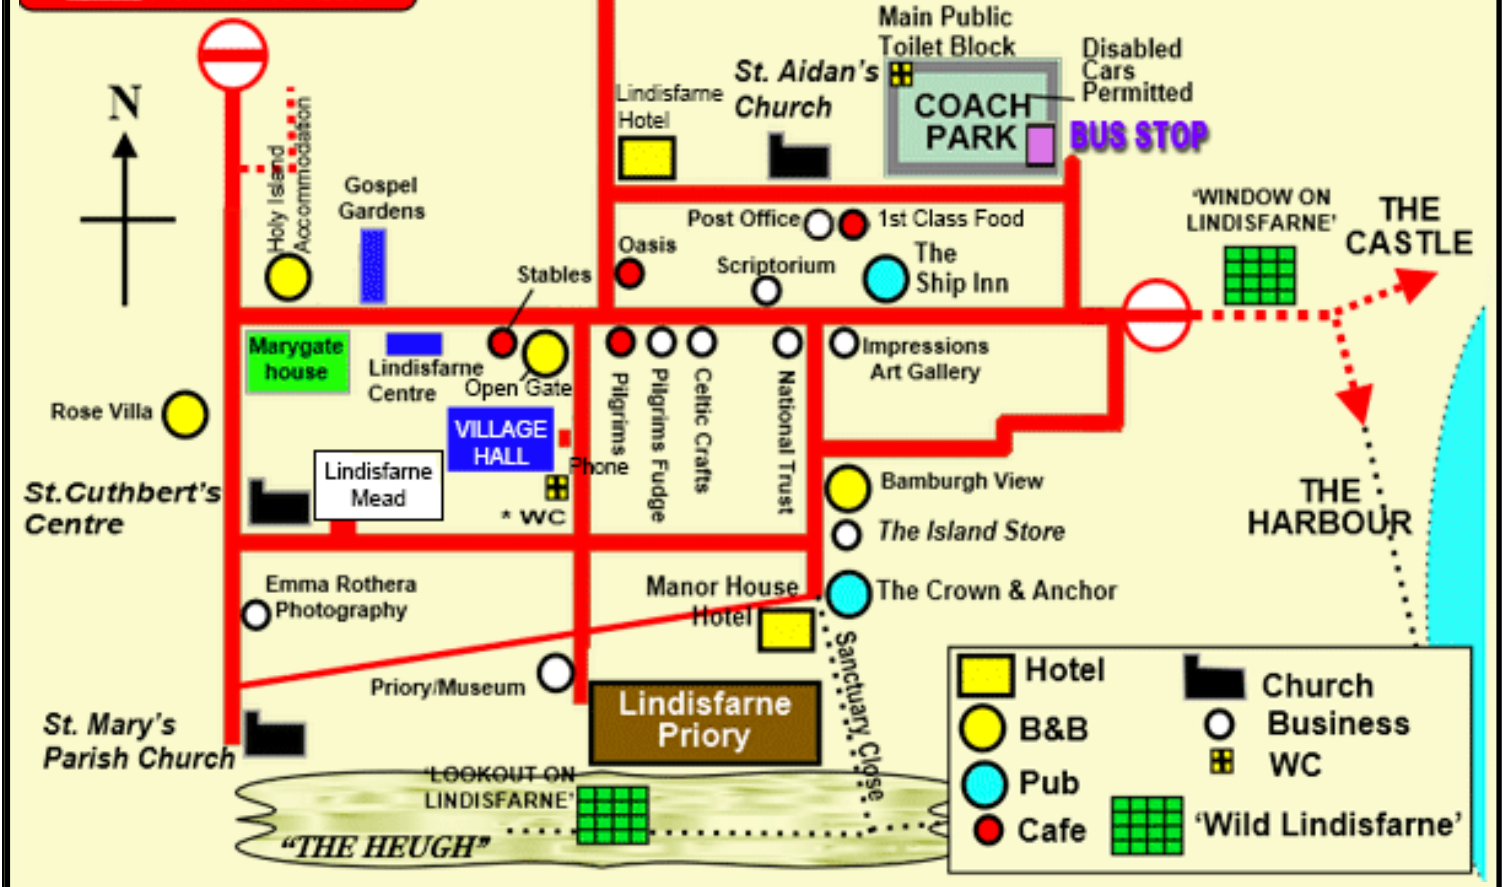 Main Public
Toilet Block
Disabled
Cars
Permitted
St. Aidan's
Church
Lindisfarne
Hotel
COACH
PARK
BUS STOP
N
Holy Island
Accommodation
Gospel
Gardens
Post Office
1st Class Food
'WINDOW ON
LINDISFARNE'
THE
CASTLE
Oasis
Scriptorium
The
Ship Inn
Stables
Marygate
house
Lindisfarne
Centre
Open Gate
Impressions
Art Gallery
Rose Villa
VILLAGE
HALL
Phone
Pilgrims
Pilgrims Fudge
Celtic Crafts
National Trust
Lindisfarne
Mead
St.Cuthbert's
Centre
* WC
Bamburgh View
The Island Store
THE
HARBOUR
Emma Rothera
Photography
Manor House
Hotel
The Crown & Anchor
Sanctuary Close
Priory/Museum
Lindisfarne
Priory
St. Mary's
Parish Church
'LOOKOUT ON
LINDISFARNE'
"THE HEUGH"
Hotel
B&B
Pub
Cafe
Church
Business
WC
'Wild Lindisfarne'